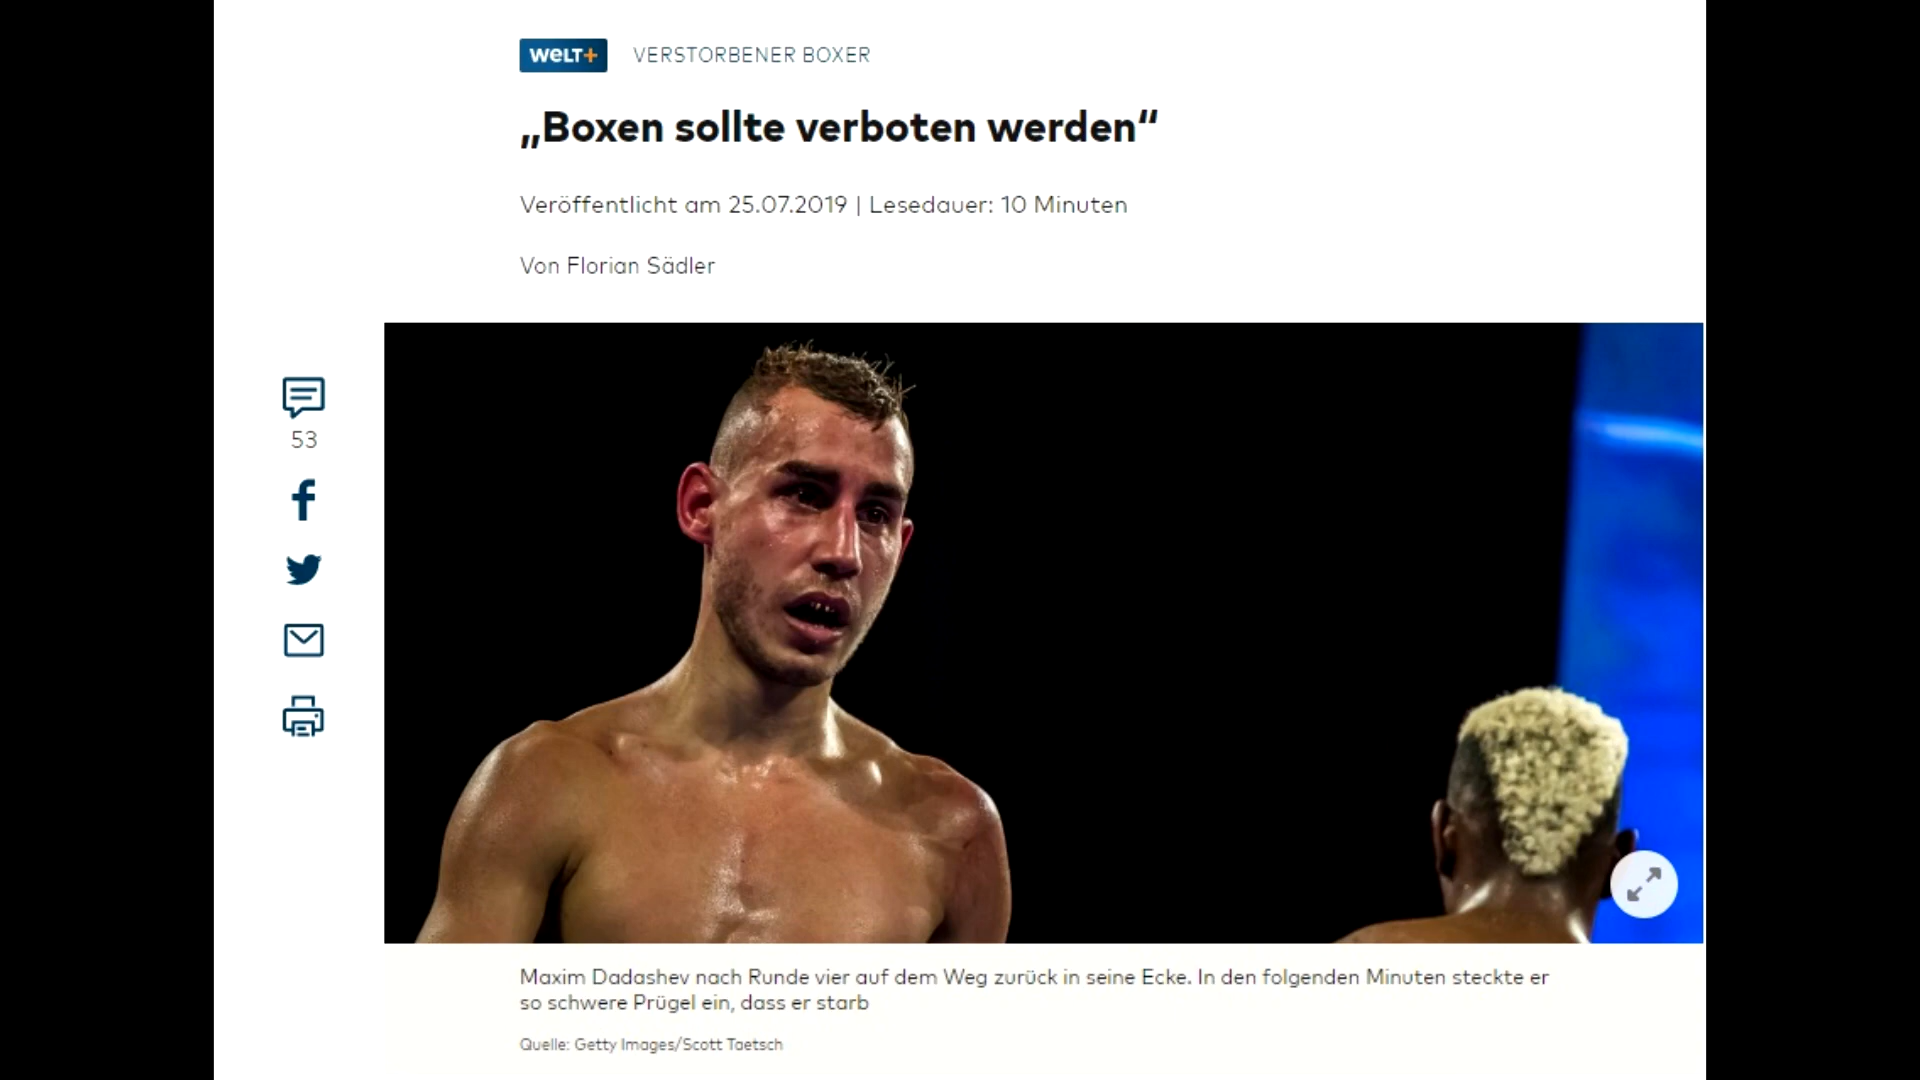 WELT+ VERSTORBENER BOXER
„Boxen sollte verboten werden“
Veröffentlicht am 25.07.2019 | Lesedauer: 10 Minuten
Von Florian Sädler
53
Maxim Dadashev nach Runde vier auf dem Weg zurück in seine Ecke. In den folgenden Minuten steckte er
so schwere Prügel ein, dass er starb
Quelle: Getty Images/Scott Taetsch